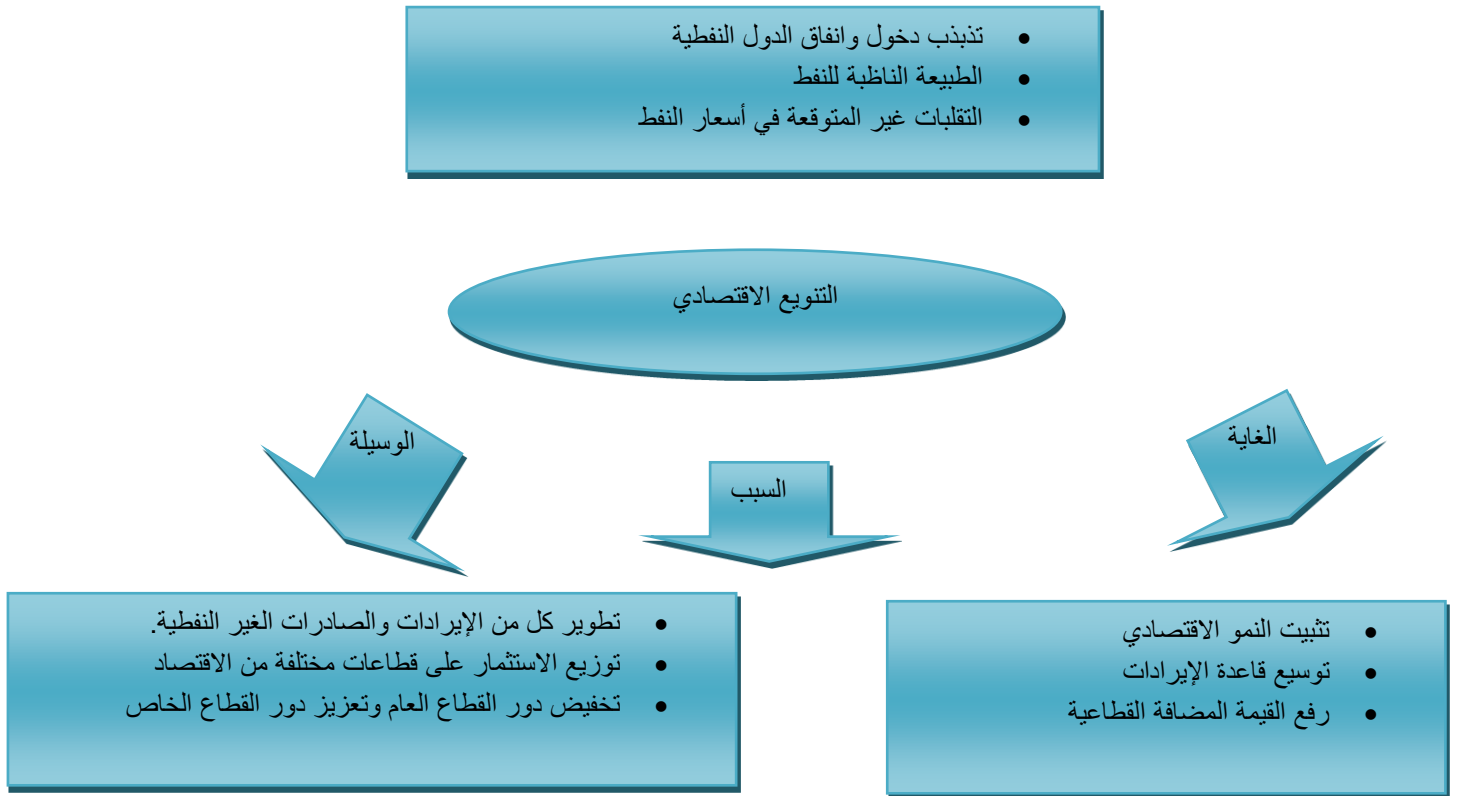 • تذبذب دخول وانفاق الدول النفطية
• الطبيعة الناظبة للنفط
• التقلبات غير المتوقعة في أسعار النفط
التنويع الاقتصادي
الغاية
السبب
الوسيلة
• تثبيت النمو الاقتصادي
• توسيع قاعدة الإيرادات
• رفع القيمة المضافة القطاعية
• تطوير كل من الإيرادات والصادرات الغير النفطية.
• توزيع الاستثمار على قطاعات مختلفة من الاقتصاد
• تخفيض دور القطاع العام وتعزيز دور القطاع الخاص